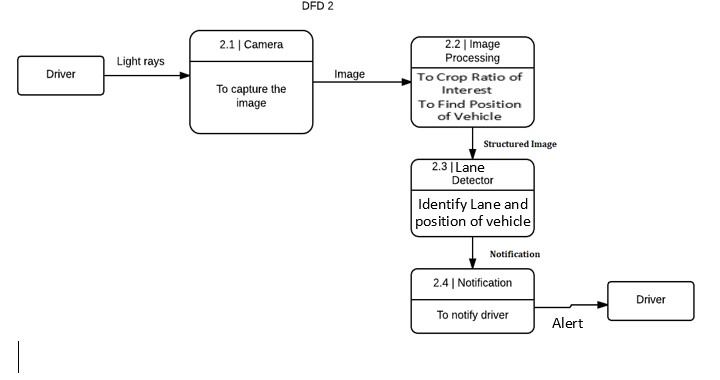 DFD 2
Driver
Light rays
2.1 | Camera
To capture the
image
Image
2.2 | Image
Processing
To Crop Ratio of
Interest
To Find Position
of Vehicle
Structured Image
2.3 | Lane
Detector
Identify Lane and
position of vehicle
Notification
2.4 | Notification
To notify driver
Alert
Driver